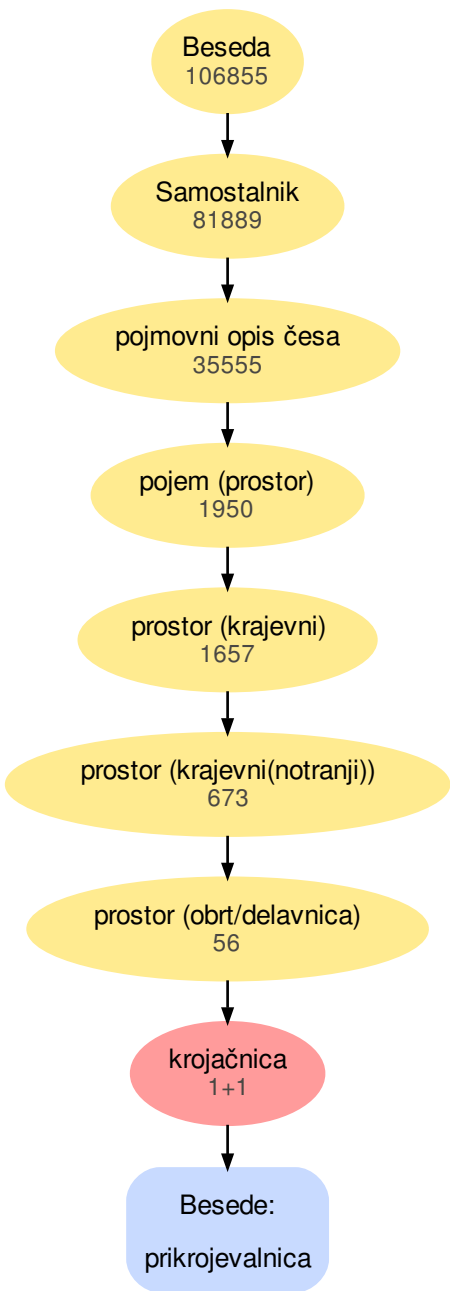 Beseda
106855
Samostalnik
81889
pojmovni opis česa
35555
pojem (prostor)
1950
prostor (krajevni)
1657
prostor (krajevni(notranji))
673
prostor (obrt/delavnica)
56
krojačnica
1+1
Besede:
prikrojevalnica